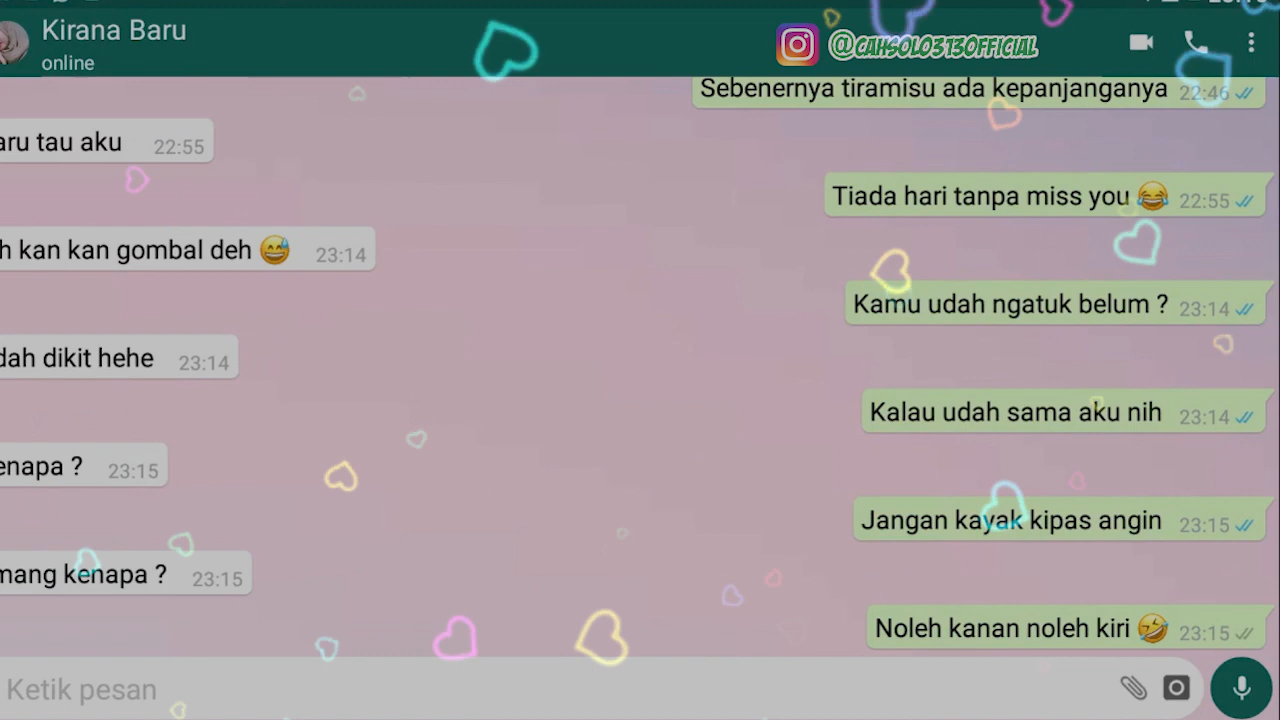 Kirana Baru
online
@CAHSOLO3130FFICIAL
Sebenernya tiramisu ada kepanjanganya 22:46
aru tau aku 22:55
Tiada hari tanpa miss you 😂 22:55
h kan kan gombal deh 😅 23:14
Kamu udah ngatuk belum ? 23:14
dah dikit hehe 23:14
Kalau udah sama aku nih 23:14
enapa ? 23:15
Jangan kayak kipas angin 23:15
mang kenapa ? 23:15
Noleh kanan noleh kiri 🤣 23:15
Ketik pesan